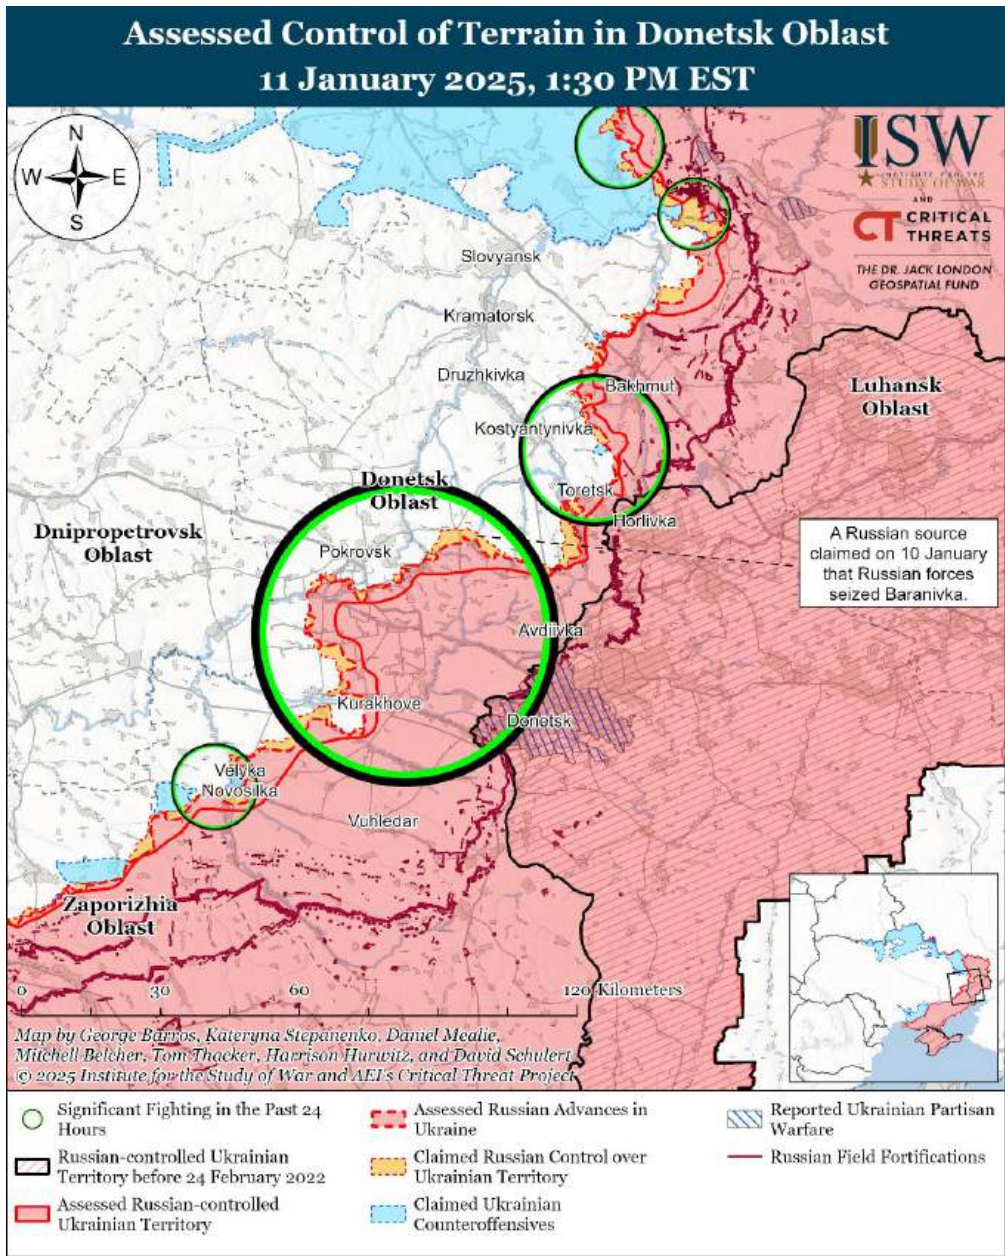 Assessed Control of Terrain in Donetsk Oblast
11 January 2025, 1:30 PM EST
N
W
E
S
ISW
INSTITUTE FOR THE
STUDY OF WAR
AND
CT CRITICAL
THREATS
THE DR. JACK LONDON
GEOSPATIAL FUND
Slovyansk
Kramatorsk
Druzhkivka
Bakhmut
Luhansk
Oblast
Kostyantynivka
Donetsk
Oblast
Toretsk
Horlivka
Dnipropetrovsk
Oblast
Pokrovsk
A Russian source
claimed on 10 January
that Russian forces
seized Baranivka.
Avdiivka
Kurakhove
Donetsk
Velyka
Novosilka
Vuhledar
Zaporizhia
Oblast
0
30
60
120 Kilometers
Map by George Barros, Kateryna Stepanenko, Daniel Mealie,
Mitchell Belcher, Tom Thacker, Harrison Hurwitz, and David Schulert
© 2025 Institute for the Study of War and AEI's Critical Threat Project
Significant Fighting in the Past 24
Hours
Russian-controlled Ukrainian
Territory before 24 February 2022
Assessed Russian-controlled
Ukrainian Territory
Assessed Russian Advances in
Ukraine
Claimed Russian Control over
Ukrainian Territory
Claimed Ukrainian
Counteroffensives
Reported Ukrainian Partisan
Warfare
Russian Field Fortifications